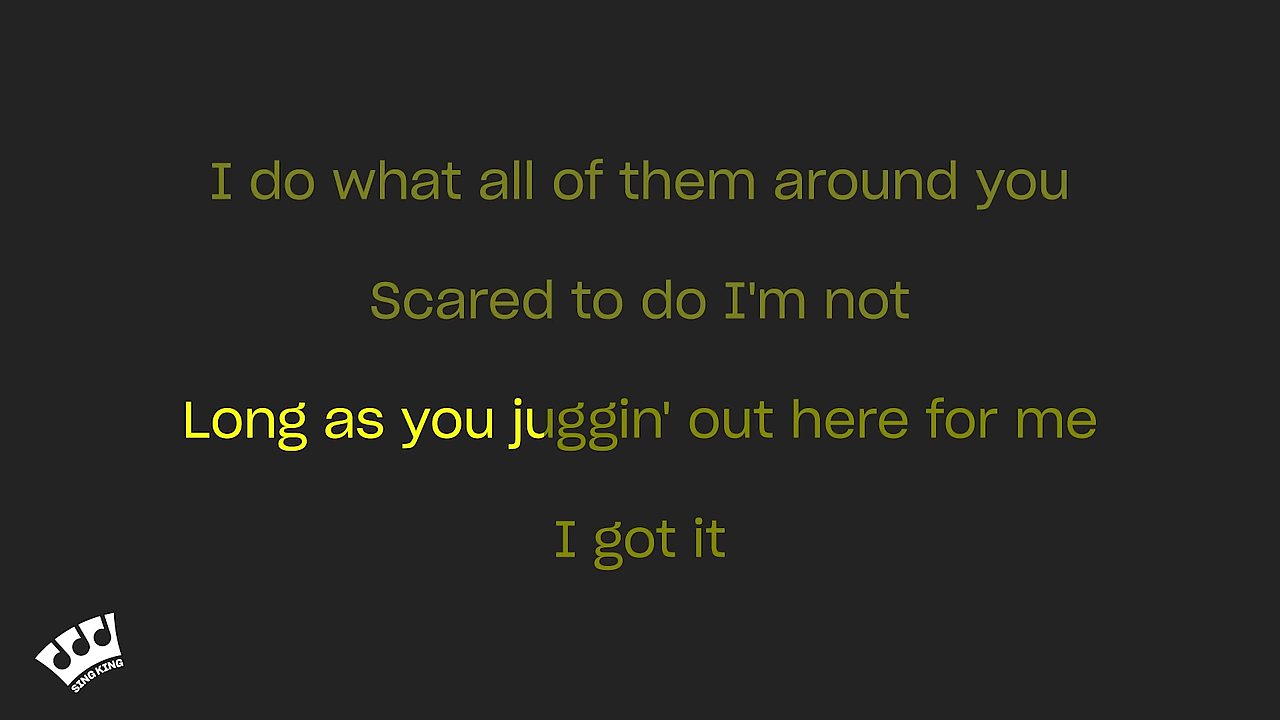 I do what all of them around you
Scared to do I'm not
Long as you juggin' out here for me
I got it
SING KING